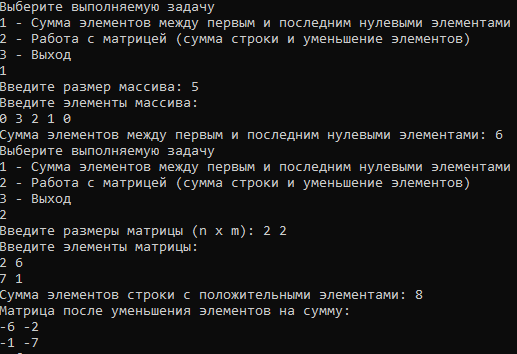 Выберите выполняемую задачу
1 - Сумма элементов между первым и последним нулевыми элементами
2 - Работа с матрицей (сумма строки и уменьшение элементов)
3 - Выход
1
Введите размер массива: 5
Введите элементы массива:
0 3 2 1 0
Сумма элементов между первым и последним нулевыми элементами: 6
Выберите выполняемую задачу
1 - Сумма элементов между первым и последним нулевыми элементами
2 - Работа с матрицей (сумма строки и уменьшение элементов)
3 - Выход
2
Введите размеры матрицы (n x m): 2 2
Введите элементы матрицы:
2 6
7 1
Сумма элементов строки с положительными элементами: 8
Матрица после уменьшения элементов на сумму:
-6 -2
-1 -7